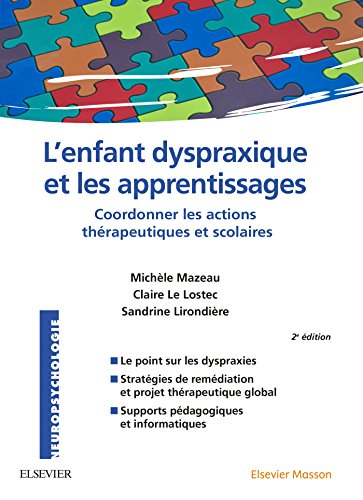 L'enfant dyspraxique
et les apprentissages
Coordonner les actions
thérapeutiques et scolaires
Michèle Mazeau
Claire Le Lostec
Sandrine Lirondière
2e édition
NEUROPSYCHOLOGIE
Le point sur les dyspraxies
Stratégies de remédiation
et projet thérapeutique global
Supports pédagogiques
et informatiques
ELSEVIER
Elsevier Masson